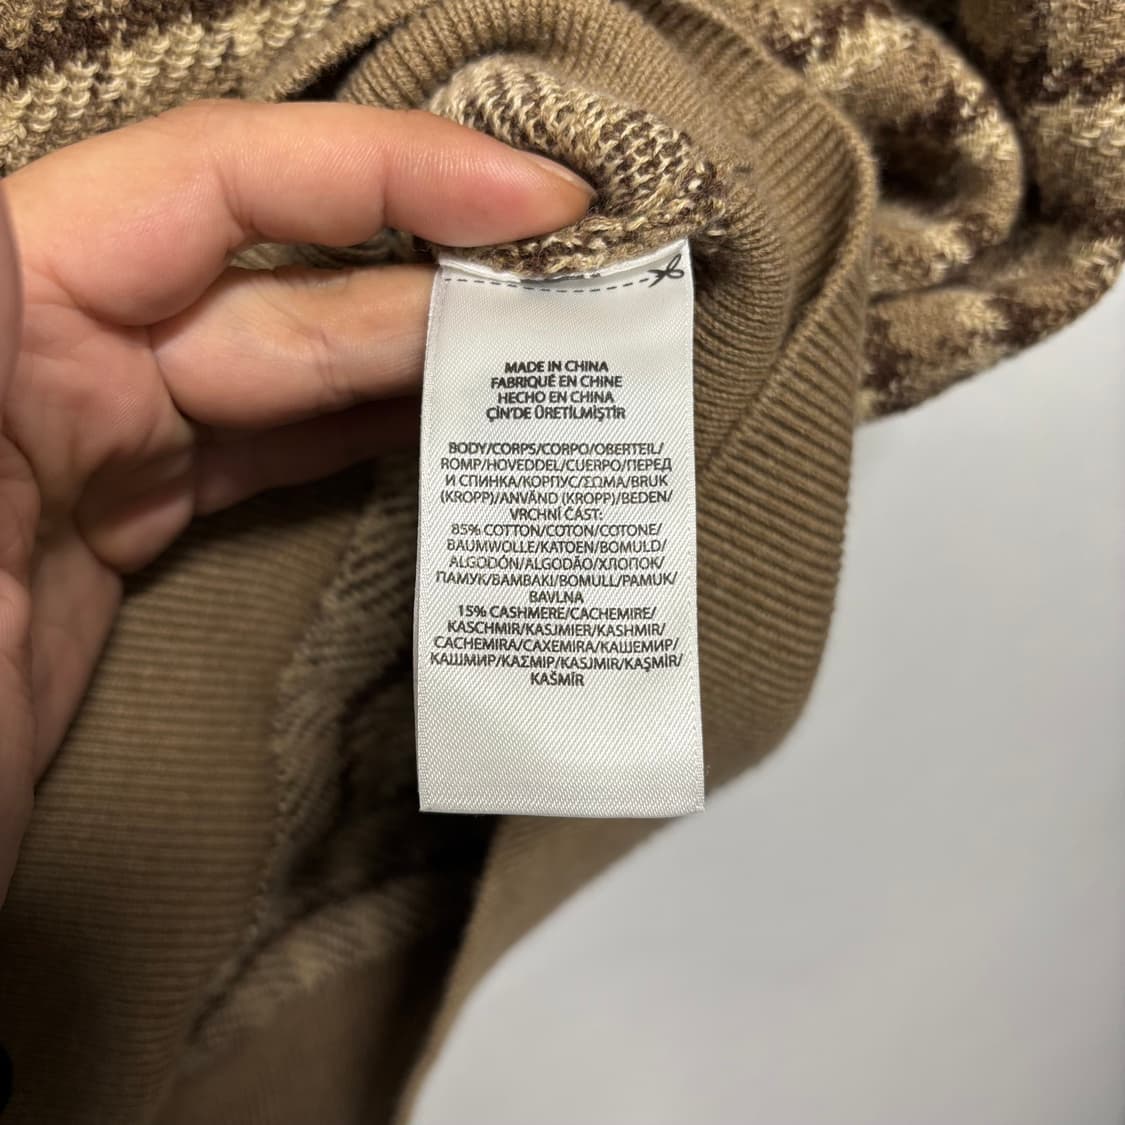 MADE IN CHINA
FABRIQUÉ EN CHINE
HECHO EN CHINA
ÇİN'DE ÜRETİLMİŞTİR
BODY/CORPS/CORPO/OBERTEIL/
ROMP/HOVEDDEL/CUERPO/ПЕРЕД
И СПИНКА/КОРПУС/ΣΩΜΑ/BRUK
(KROPP)/ANVÄND (KROPP)/BEDEN/
VRCHNÍ ČÁST:
85% COTTON/COTON/COTONE/
BAUMWOLLE/KATOEN/BOMULD/
ALGODÓN/ALGODÃO/ХЛОПОК/
ПАМУК/BAMBAKI/BOMULL/PAMUK/
BAVLNA
15% CASHMERE/CACHEMIRE/
KASCHMIR/KASJMIER/KASHMIR/
CACHEMIRA/CAXEMIRA/КАШЕМИР/
КАШМИР/ΚΑΣΜΙΡ/KASJMIR/KAŞMİR/
KAŠMÍR